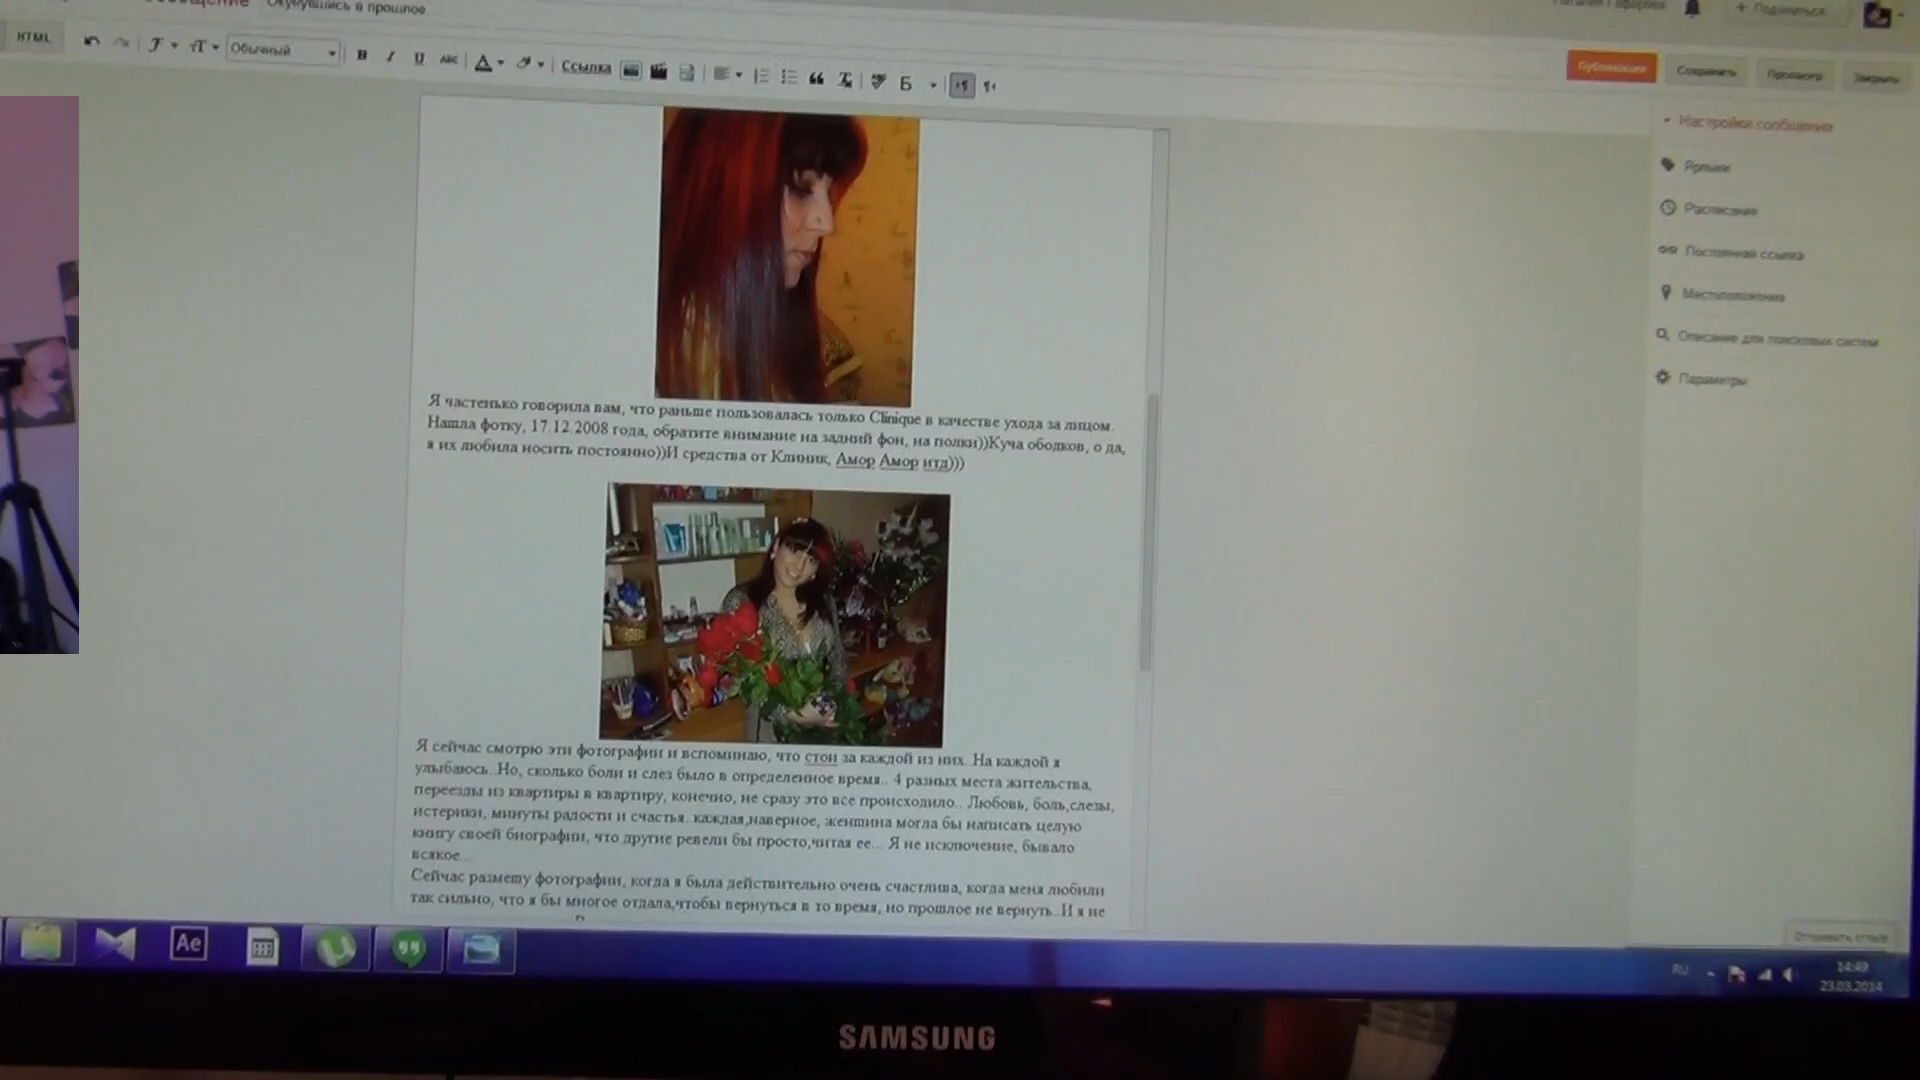 Окунувшись в прошлое
HTML
Обычный
B I U ABC A Ссылка Б
Публикация Сохранить Просмотр Закрыть
Настройки сообщения
Ярлыки
Расписание
Постоянная ссылка
Местоположение
Описание для поисковых систем
Параметры
Я частенько говорила вам, что раньше пользовалась только Clinique в качестве ухода за лицом.
Нашла фотку, 17.12.2008 года, обратите внимание на задний фон, на полки))Куча ободков, о да,
я их любила носить постоянно))И средства от Клиник, Амор Амор итд)))
Я сейчас смотрю эти фотографии и вспоминаю, что стои за каждой из них..На каждой я
улыбаюсь..Но, сколько боли и слез было в определенное время.. 4 разных места жительства,
переезды из квартиры в квартиру, конечно, не сразу это все происходило.. Любовь, боль,слезы,
истерики, минуты радости и счастья..каждая,наверное, женщина могла бы написать целую
книгу своей биографии, что другие ревели бы просто,читая ее... Я не исключение, бывало
всякое...
Сейчас размещу фотографии, когда я была действительно очень счастлива, когда меня любили
так сильно, что я бы многое отдала,чтобы вернуться в то время, но прошлое не вернуть..И я не
Отправить отзыв
Ae
RU
14:49
23.03.2014
SAMSUNG